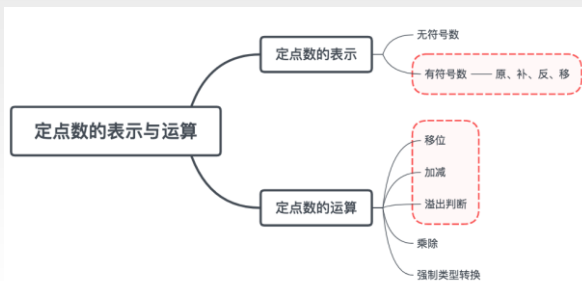 定点数的表示与运算
定点数的表示
无符号数
有符号数
原、补、反、移
定点数的运算
移位
加减
溢出判断
乘除
强制类型转换